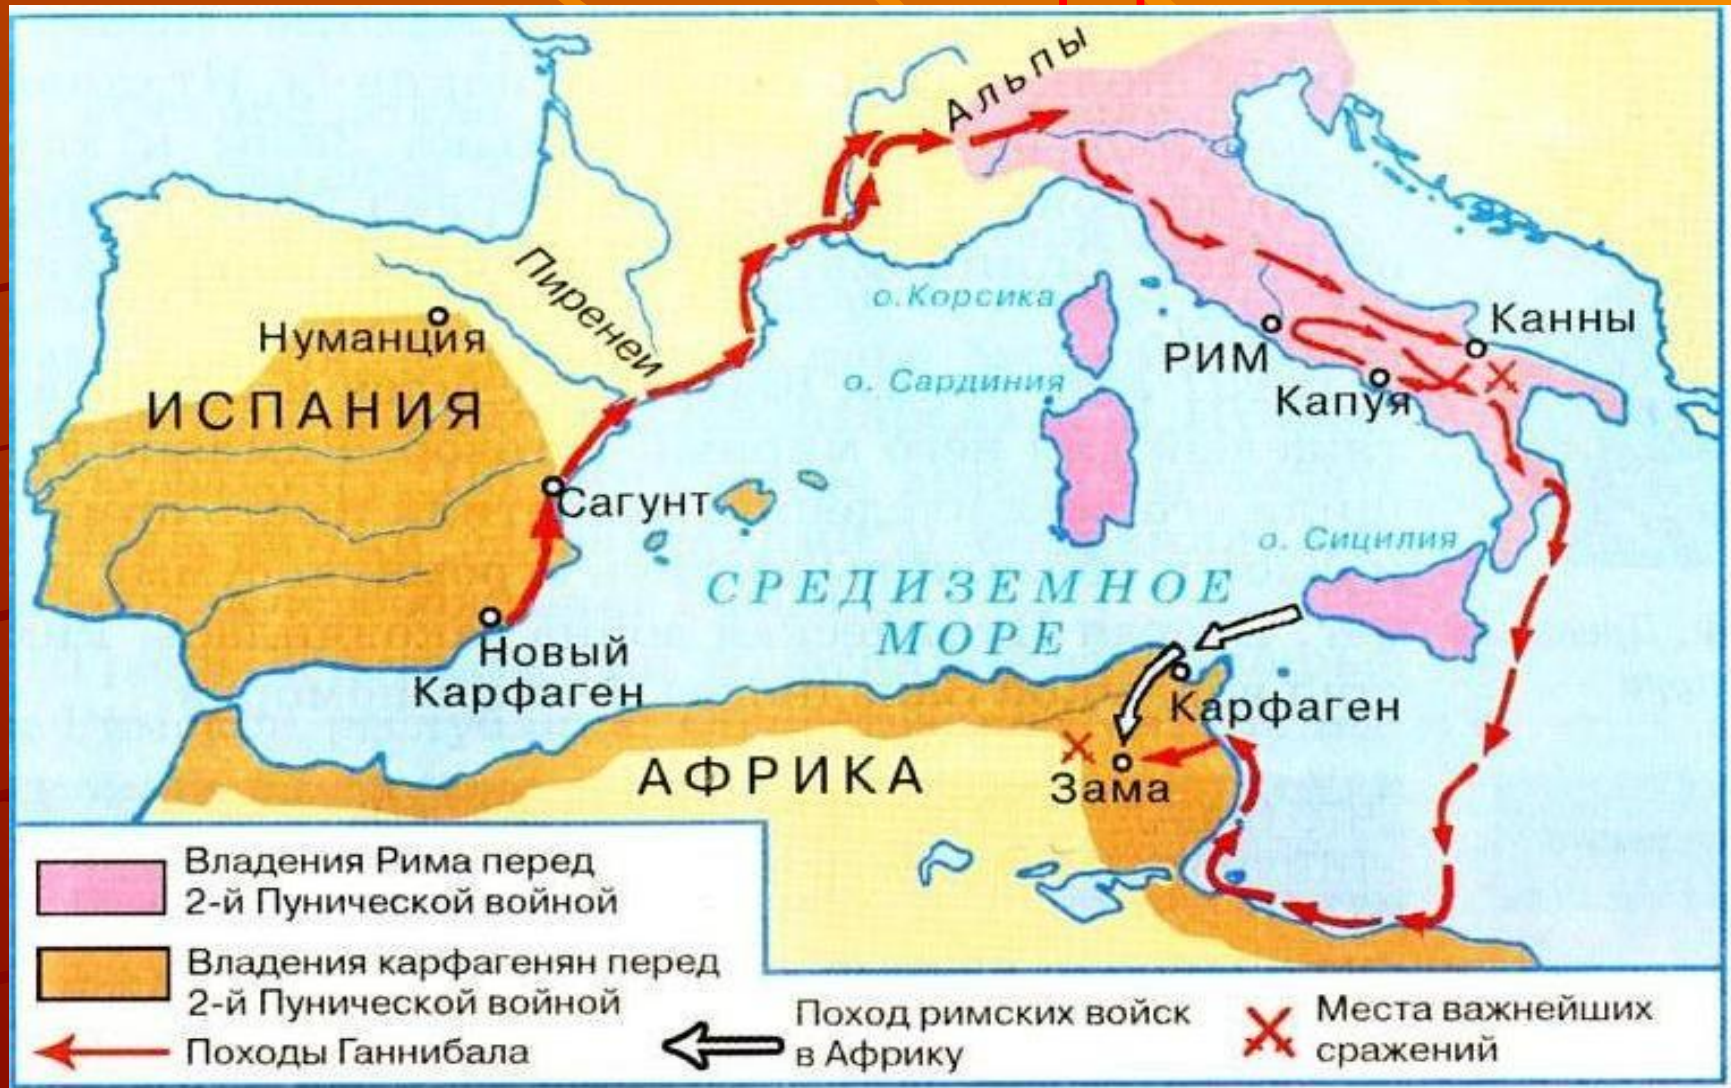 Альпы
Пиренеи
о. Корсика
Нуманция
Канны
РИМ
о. Сардиния
ИСПАНИЯ
Капуя
Сагунт
о. Сицилия
СРЕДИЗЕМНОЕ
МОРЕ
Новый
Карфаген
Карфаген
АФРИКА
Зама
Владения Рима перед
2-й Пунической войной
Владения карфагенян перед
2-й Пунической войной
Походы Ганнибала
Поход римских войск
в Африку
Места важнейших
сражений